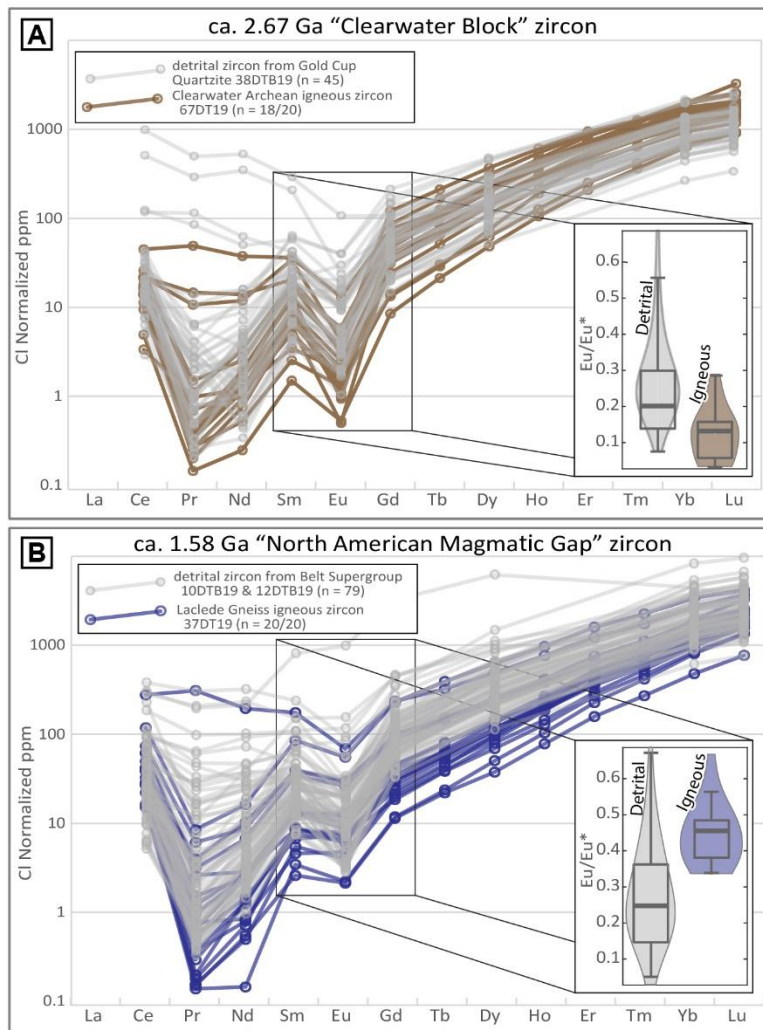 A
ca. 2.67 Ga “Clearwater Block” zircon
detrital zircon from Gold Cup
Quartzite 38DTB19 (n = 45)
Clearwater Archean igneous zircon
67DT19 (n = 18/20)
Cl Normalized ppm
1000
100
10
1
0.1
La Ce Pr Nd Sm Eu Gd Tb Dy Ho Er Tm Yb Lu
Eu/Eu*
0.6
0.5
0.4
0.3
0.2
0.1
Detrital
Igneous
B
ca. 1.58 Ga “North American Magmatic Gap” zircon
detrital zircon from Belt Supergroup
10DTB19 & 12DTB19 (n = 79)
Laclede Gneiss igneous zircon
37DT19 (n = 20/20)
Cl Normalized ppm
1000
100
10
1
0.1
La Ce Pr Nd Sm Eu Gd Tb Dy Ho Er Tm Yb Lu
Eu/Eu*
0.6
0.5
0.4
0.3
0.2
0.1
Detrital
Igneous